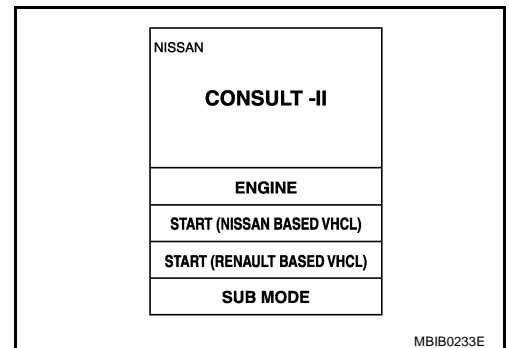 NISSAN
CONSULT -II
ENGINE
START (NISSAN BASED VHCL)
START (RENAULT BASED VHCL)
SUB MODE
MBIB0233E